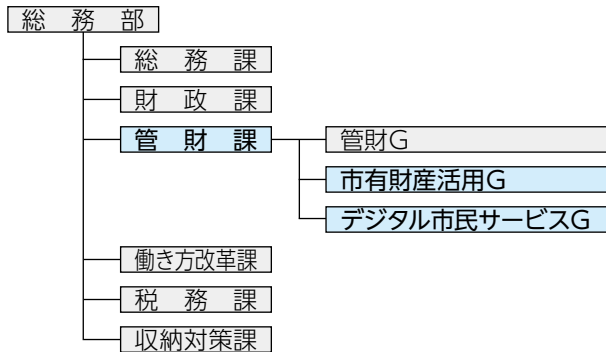 総務部
総務課
財政課
管財課
管財G
市有財産活用G
デジタル市民サービスG
働き方改革課
税務課
収納対策課